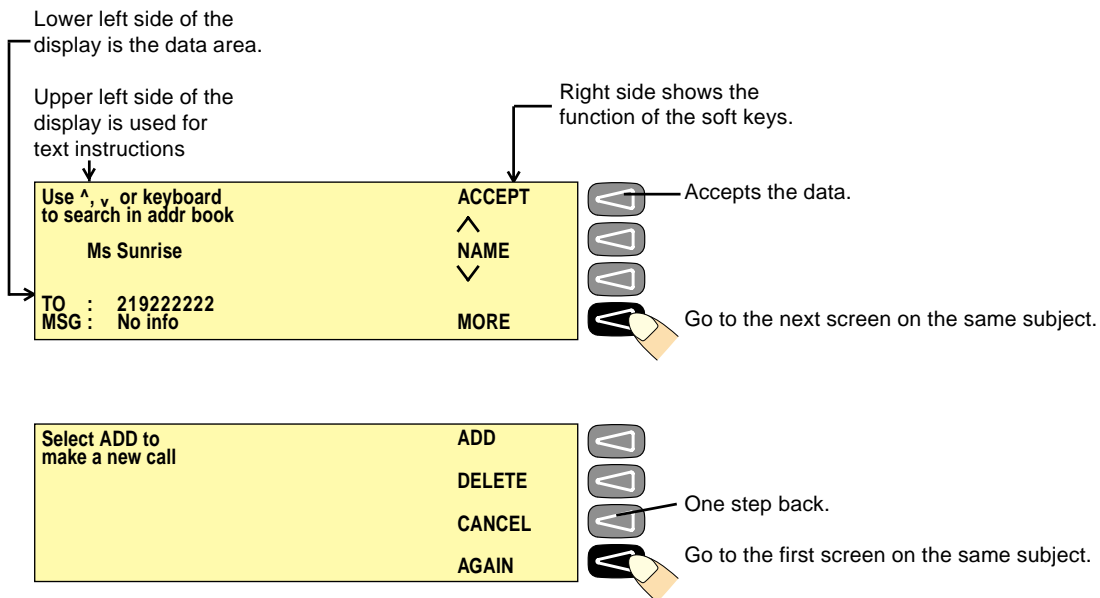 Lower left side of the
display is the data area.
Upper left side of the
display is used for
text instructions
Right side shows the
function of the soft keys.
Use ^, v or keyboard
to search in addr book
Ms Sunrise
TO : 219222222
MSG : No info
ACCEPT
NAME
MORE
Accepts the data.
Go to the next screen on the same subject.
Select ADD to
make a new call
ADD
DELETE
CANCEL
AGAIN
One step back.
Go to the first screen on the same subject.